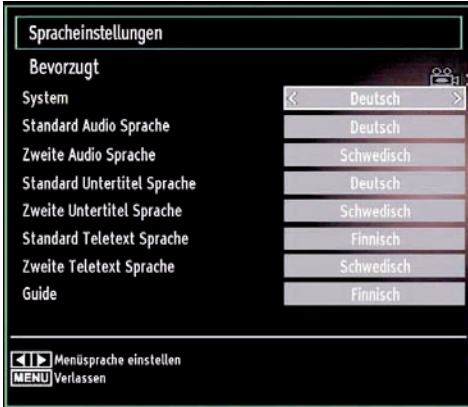 Spracheinstellungen
Bevorzugt
System < Deutsch >
Standard Audio Sprache Deutsch
Zweite Audio Sprache Schwedisch
Standard Untertitel Sprache Deutsch
Zweite Untertitel Sprache Schwedisch
Standard Teletext Sprache Finnisch
Zweite Teletext Sprache Schwedisch
Guide Finnisch
Menüsprache einstellen
MENU Verlassen